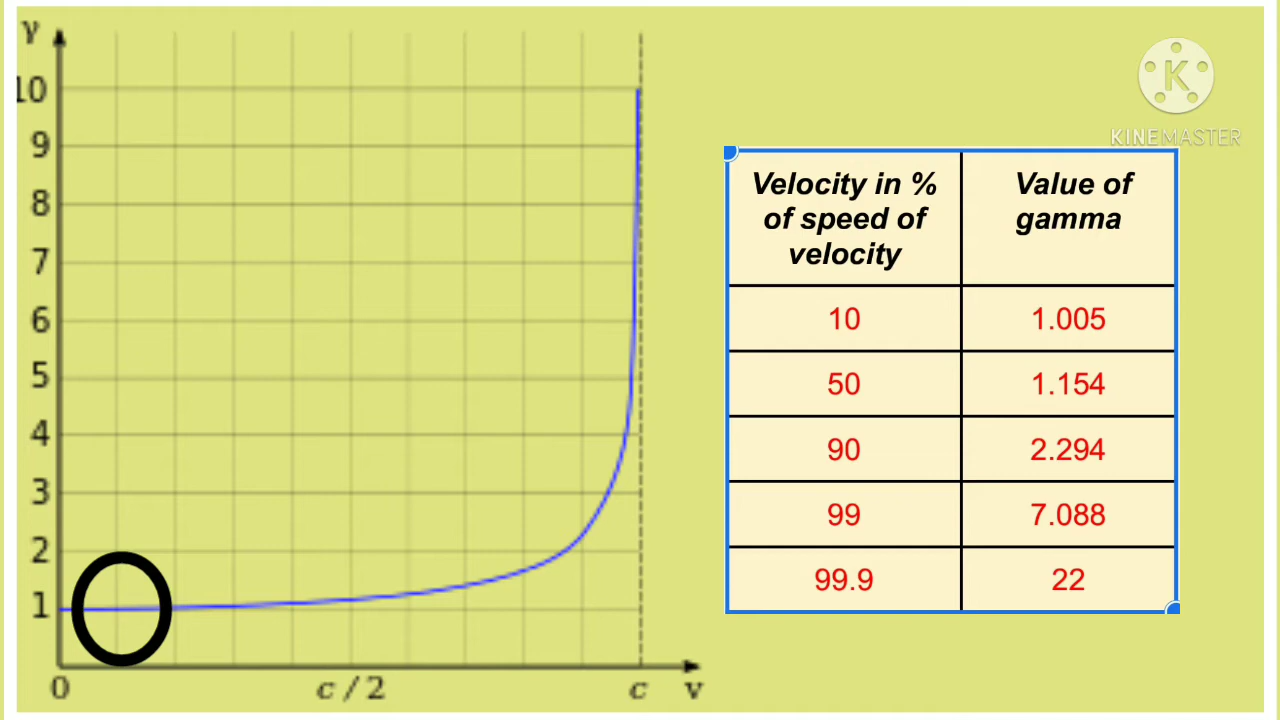 γ
10
9
8
7
6
5
4
3
2
1
0
c / 2
c
v
K
KINEMASTER
Velocity in %
of speed of
velocity
Value of
gamma
10
1.005
50
1.154
90
2.294
99
7.088
99.9
22